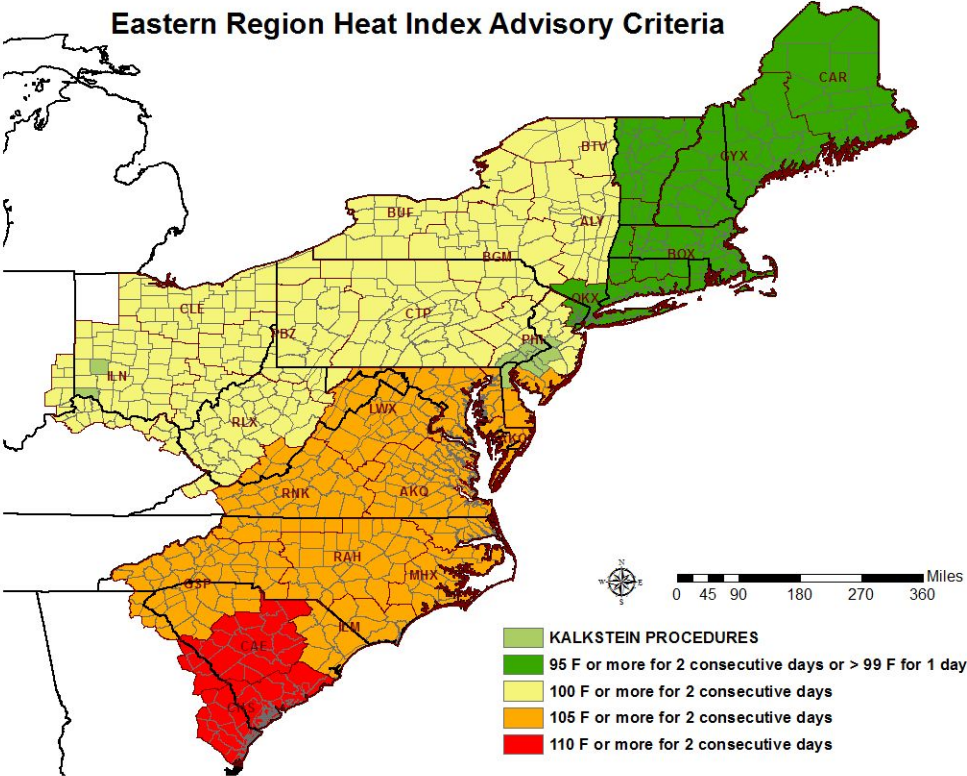 Eastern Region Heat Index Advisory Criteria
CAR
BTV
GYX
BUF
ALY
BGM
BOX
OKX
CLE
CTP
PBZ
PHI
ILN
LWX
RLX
AKQ
RNK
AKQ
RAH
GSP
MHX
ILM
CAE
CHS
N
W
E
S
Miles
0 45 90 180 270 360
KALKSTEIN PROCEDURES
95 F or more for 2 consecutive days or > 99 F for 1 day
100 F or more for 2 consecutive days
105 F or more for 2 consecutive days
110 F or more for 2 consecutive days